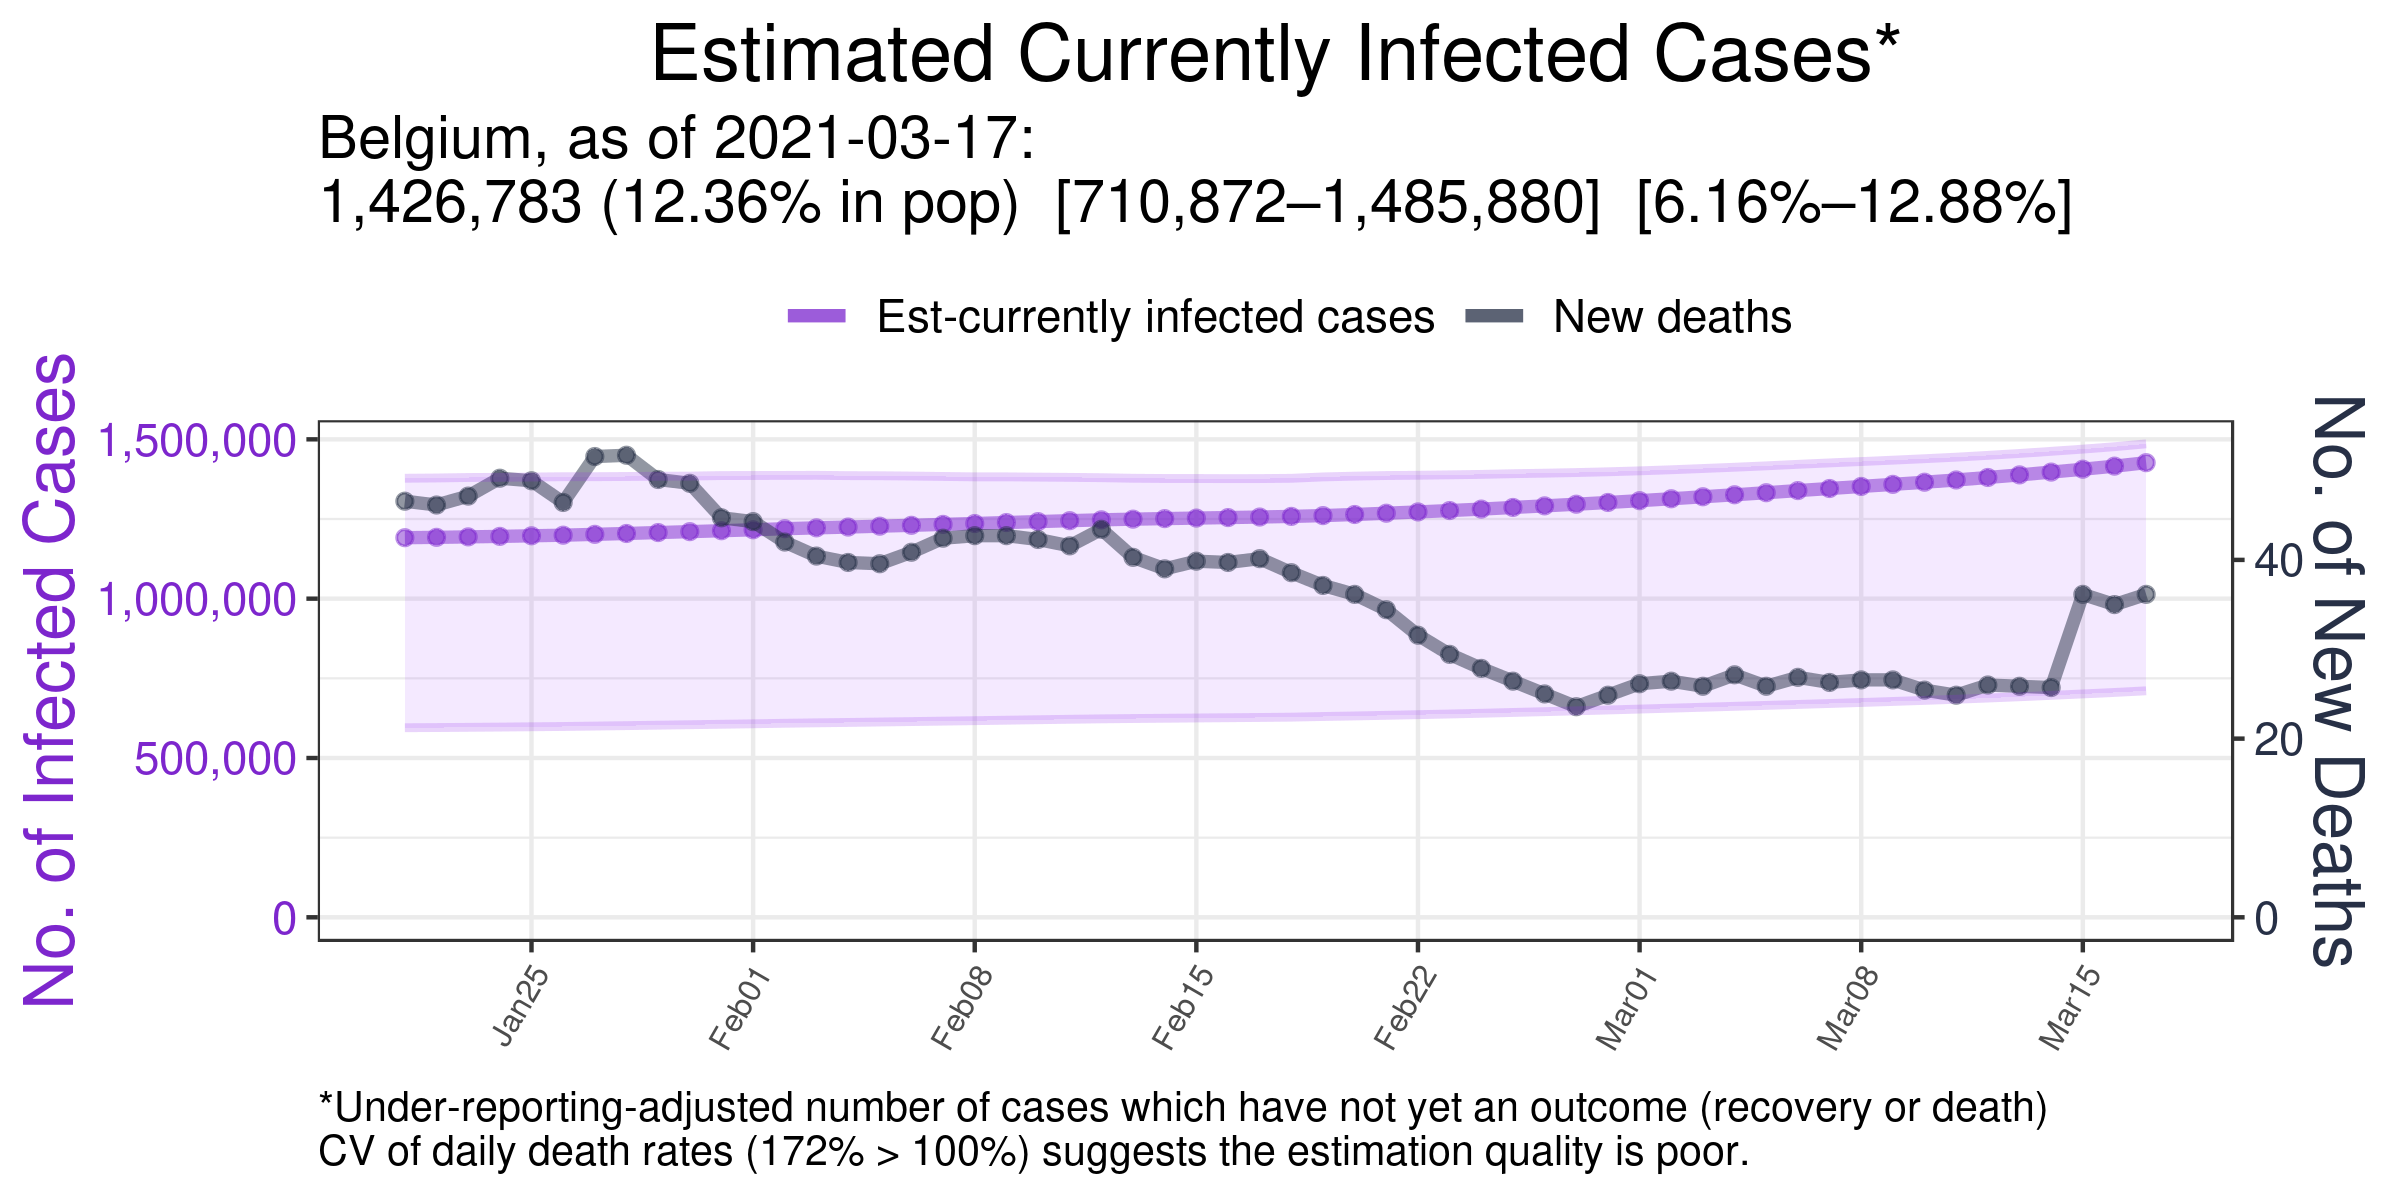 Estimated Currently Infected Cases*
Belgium, as of 2021-03-17:
1,426,783 (12.36% in pop)  [710,872–1,485,880]  [6.16%–12.88%]
Est-currently infected cases
New deaths
No. of Infected Cases
1,500,000
1,000,000
500,000
0
No. of New Deaths
40
20
0
Jan25
Feb01
Feb08
Feb15
Feb22
Mar01
Mar08
Mar15
*Under-reporting-adjusted number of cases which have not yet an outcome (recovery or death)
CV of daily death rates (172% > 100%) suggests the estimation quality is poor.